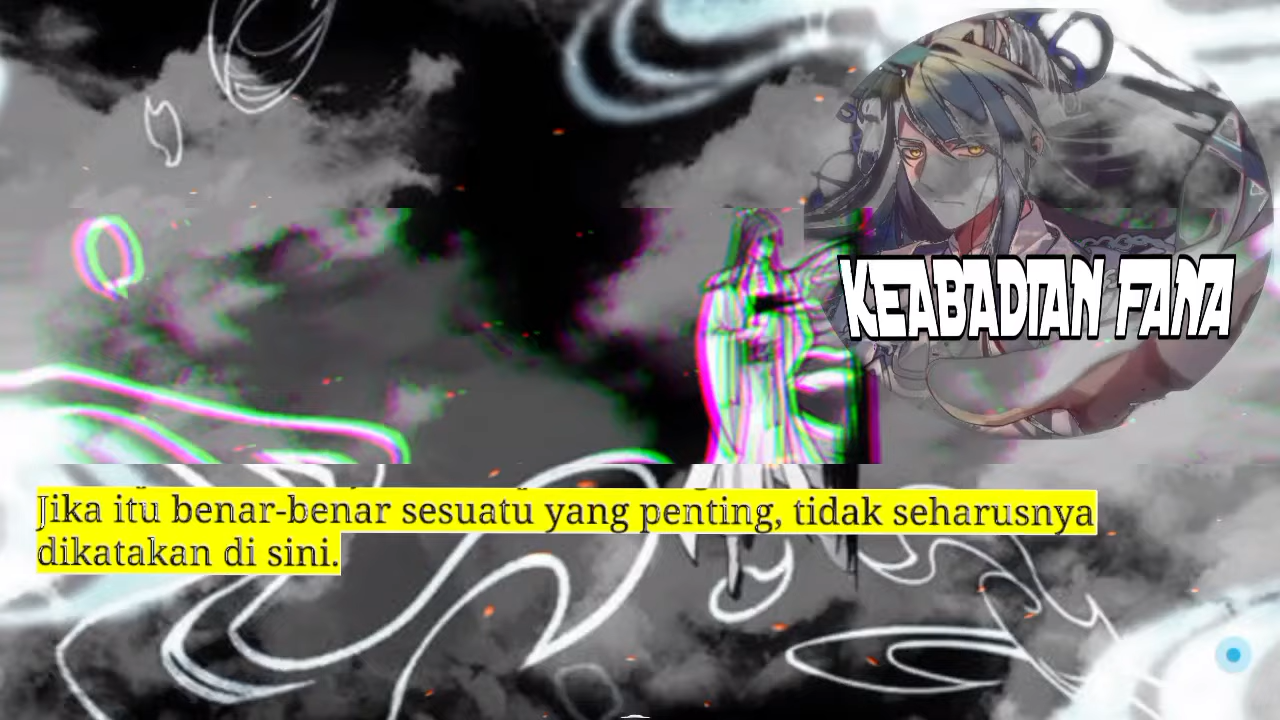 KEABADIAN FANA
Jika itu benar-benar sesuatu yang penting, tidak seharusnya
dikatakan di sini.